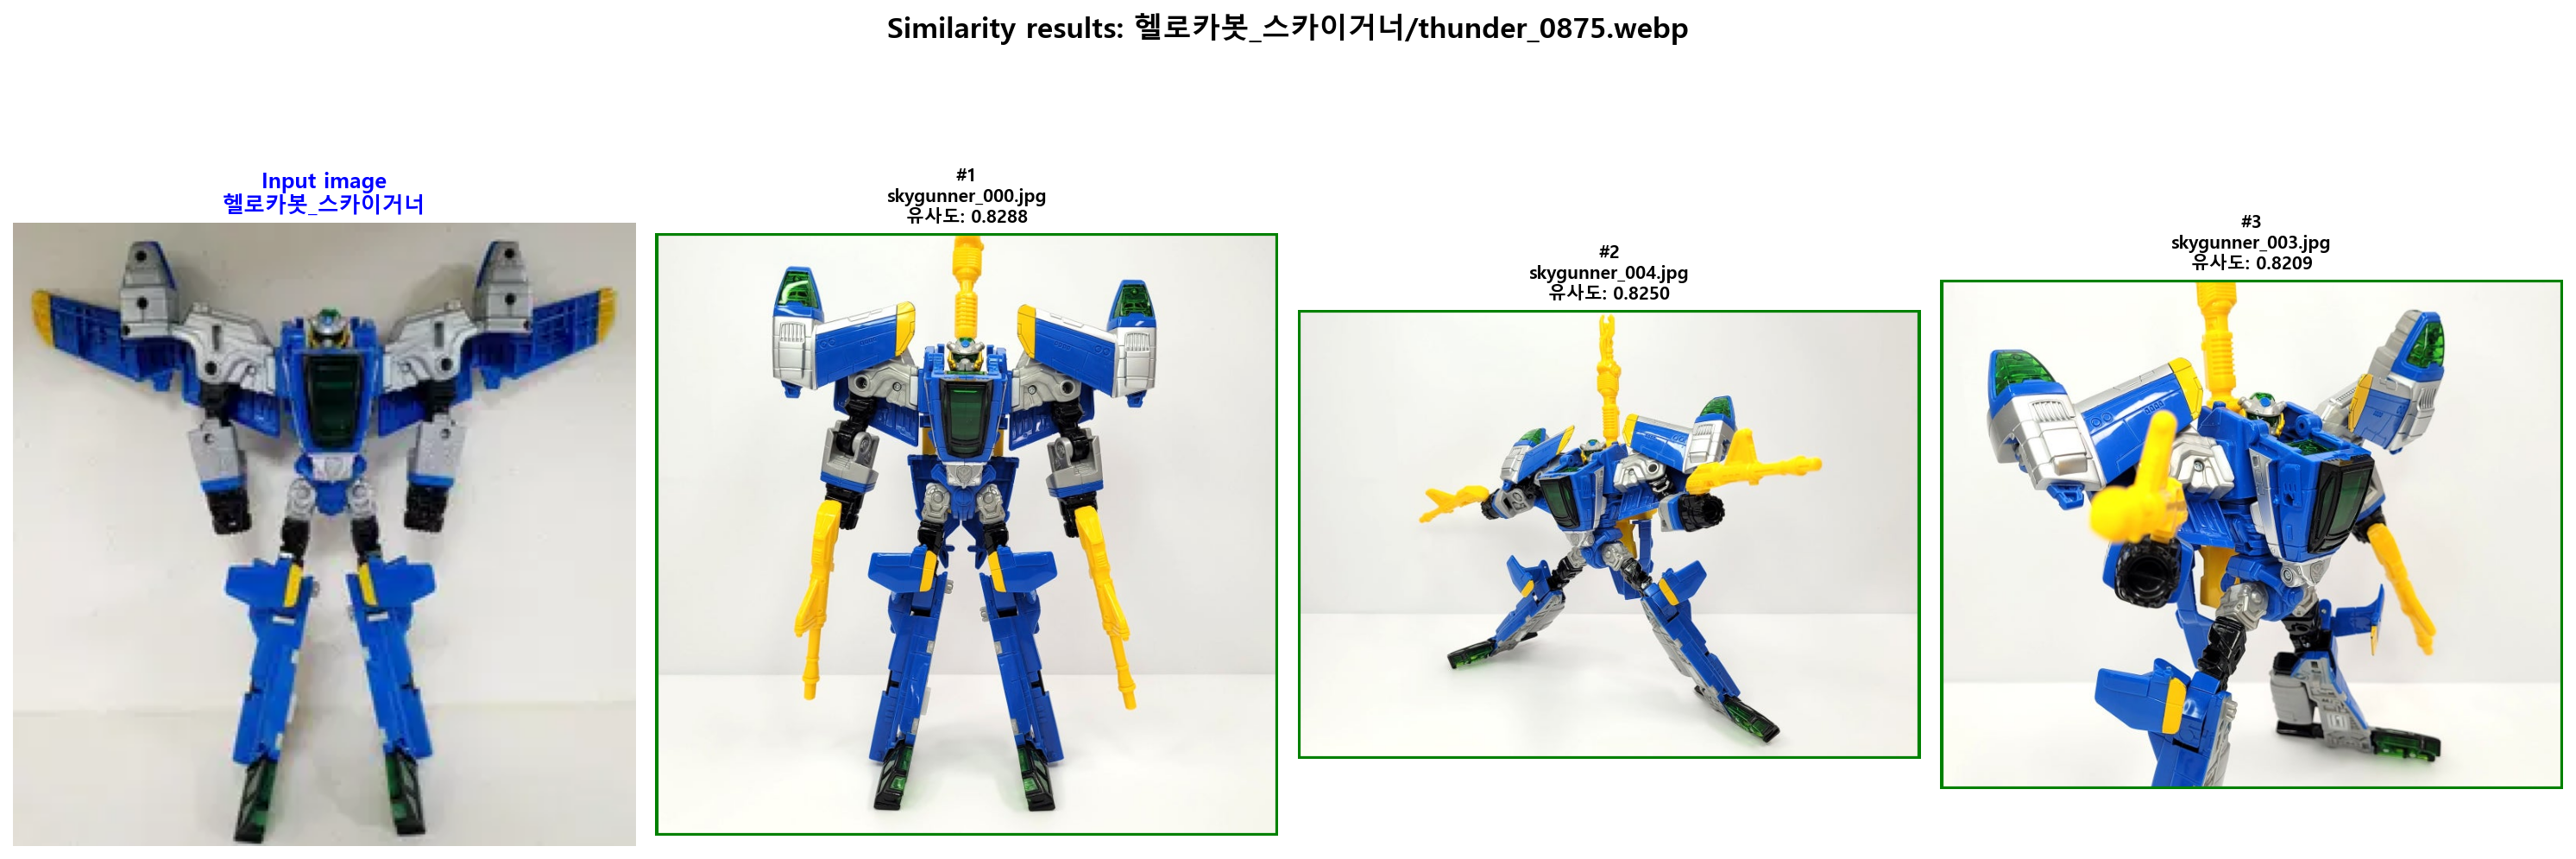 Similarity results: 헬로카봇_스카이거너/thunder_0875.webp
Input image
헬로카봇_스카이거너
#1
skygunner_000.jpg
유사도: 0.8288
#2
skygunner_004.jpg
유사도: 0.8250
#3
skygunner_003.jpg
유사도: 0.8209